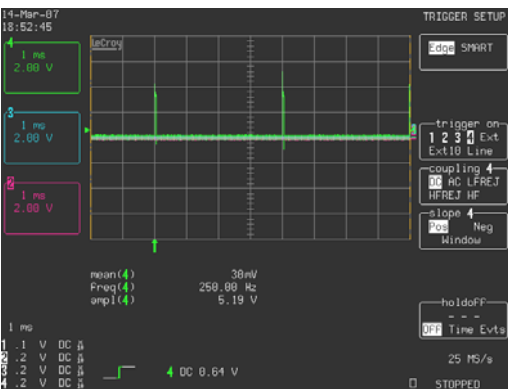 14-Mar-07
18:52:45
TRIGGER SETUP
LeCroy
4
1 ms
2.00 V
3
1 ms
2.00 V
2
1 ms
2.00 V
Edge SMART
trigger on
1 2 3 4 Ext
Ext10 Line
coupling 4
DC AC LFREJ
HFREJ HF
slope 4
Pos Neg
Window
mean(4) 30mV
Freq(4) 250.00 Hz
ampl(4) 5.19 V
holdoff
- - -
OFF Time Evts
1 ms
1 .1 V DC
2 .2 V DC
3 .2 V DC
4 .2 V DC
4 DC 0.64 V
25 MS/s
STOPPED